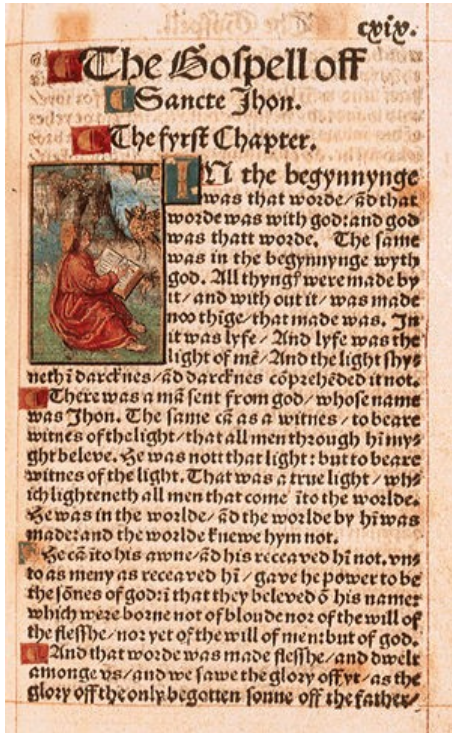 cxix.
The Gospell off
Sancte Jhon.
The fyrst Chapter.
IN the begynnynge
was that worde/ ãd that
worde was with god: and god
was thatt worde. The same
was in the begynnynge wyth
god. All thyngꝭ were made by
it/ and with out it/ was made
noo thige/ that made was. In
it was lyfe/ And lyfe was the
light of mẽ/ And the light shy⸗
neth ĩ darcknes/ ãd darcknes cõprehẽded it not.
There was a mã sent from god/ whose name
was Jhon. The same cã as a witnes/ to beare
witnes of the light/ that all men through hĩ my⸗
ght beleve. He was nott that light: but to beare
witnes of the light. That was a true light/ wh⸗
ich lighteneth all men that come ĩto the worlde.
He was in the worlde/ ãd the worlde by hĩ was
made: and the worlde knewe hym not.
He cã ĩto his awne/ ãd his receaved hĩ not. vn⸗
to as meny as receaved hĩ/ gave he power to be
the sõnes of god: ĩ that they beleved õ his name:
which were borne not of bloude nor of the will of
the flesshe/ nor yet of the will of men: but of god.
And that worde was made flesshe/ and dwelt
amonge vs/ and we sawe the glory off yt/ as the
glory off the only begotten sonne off the father/